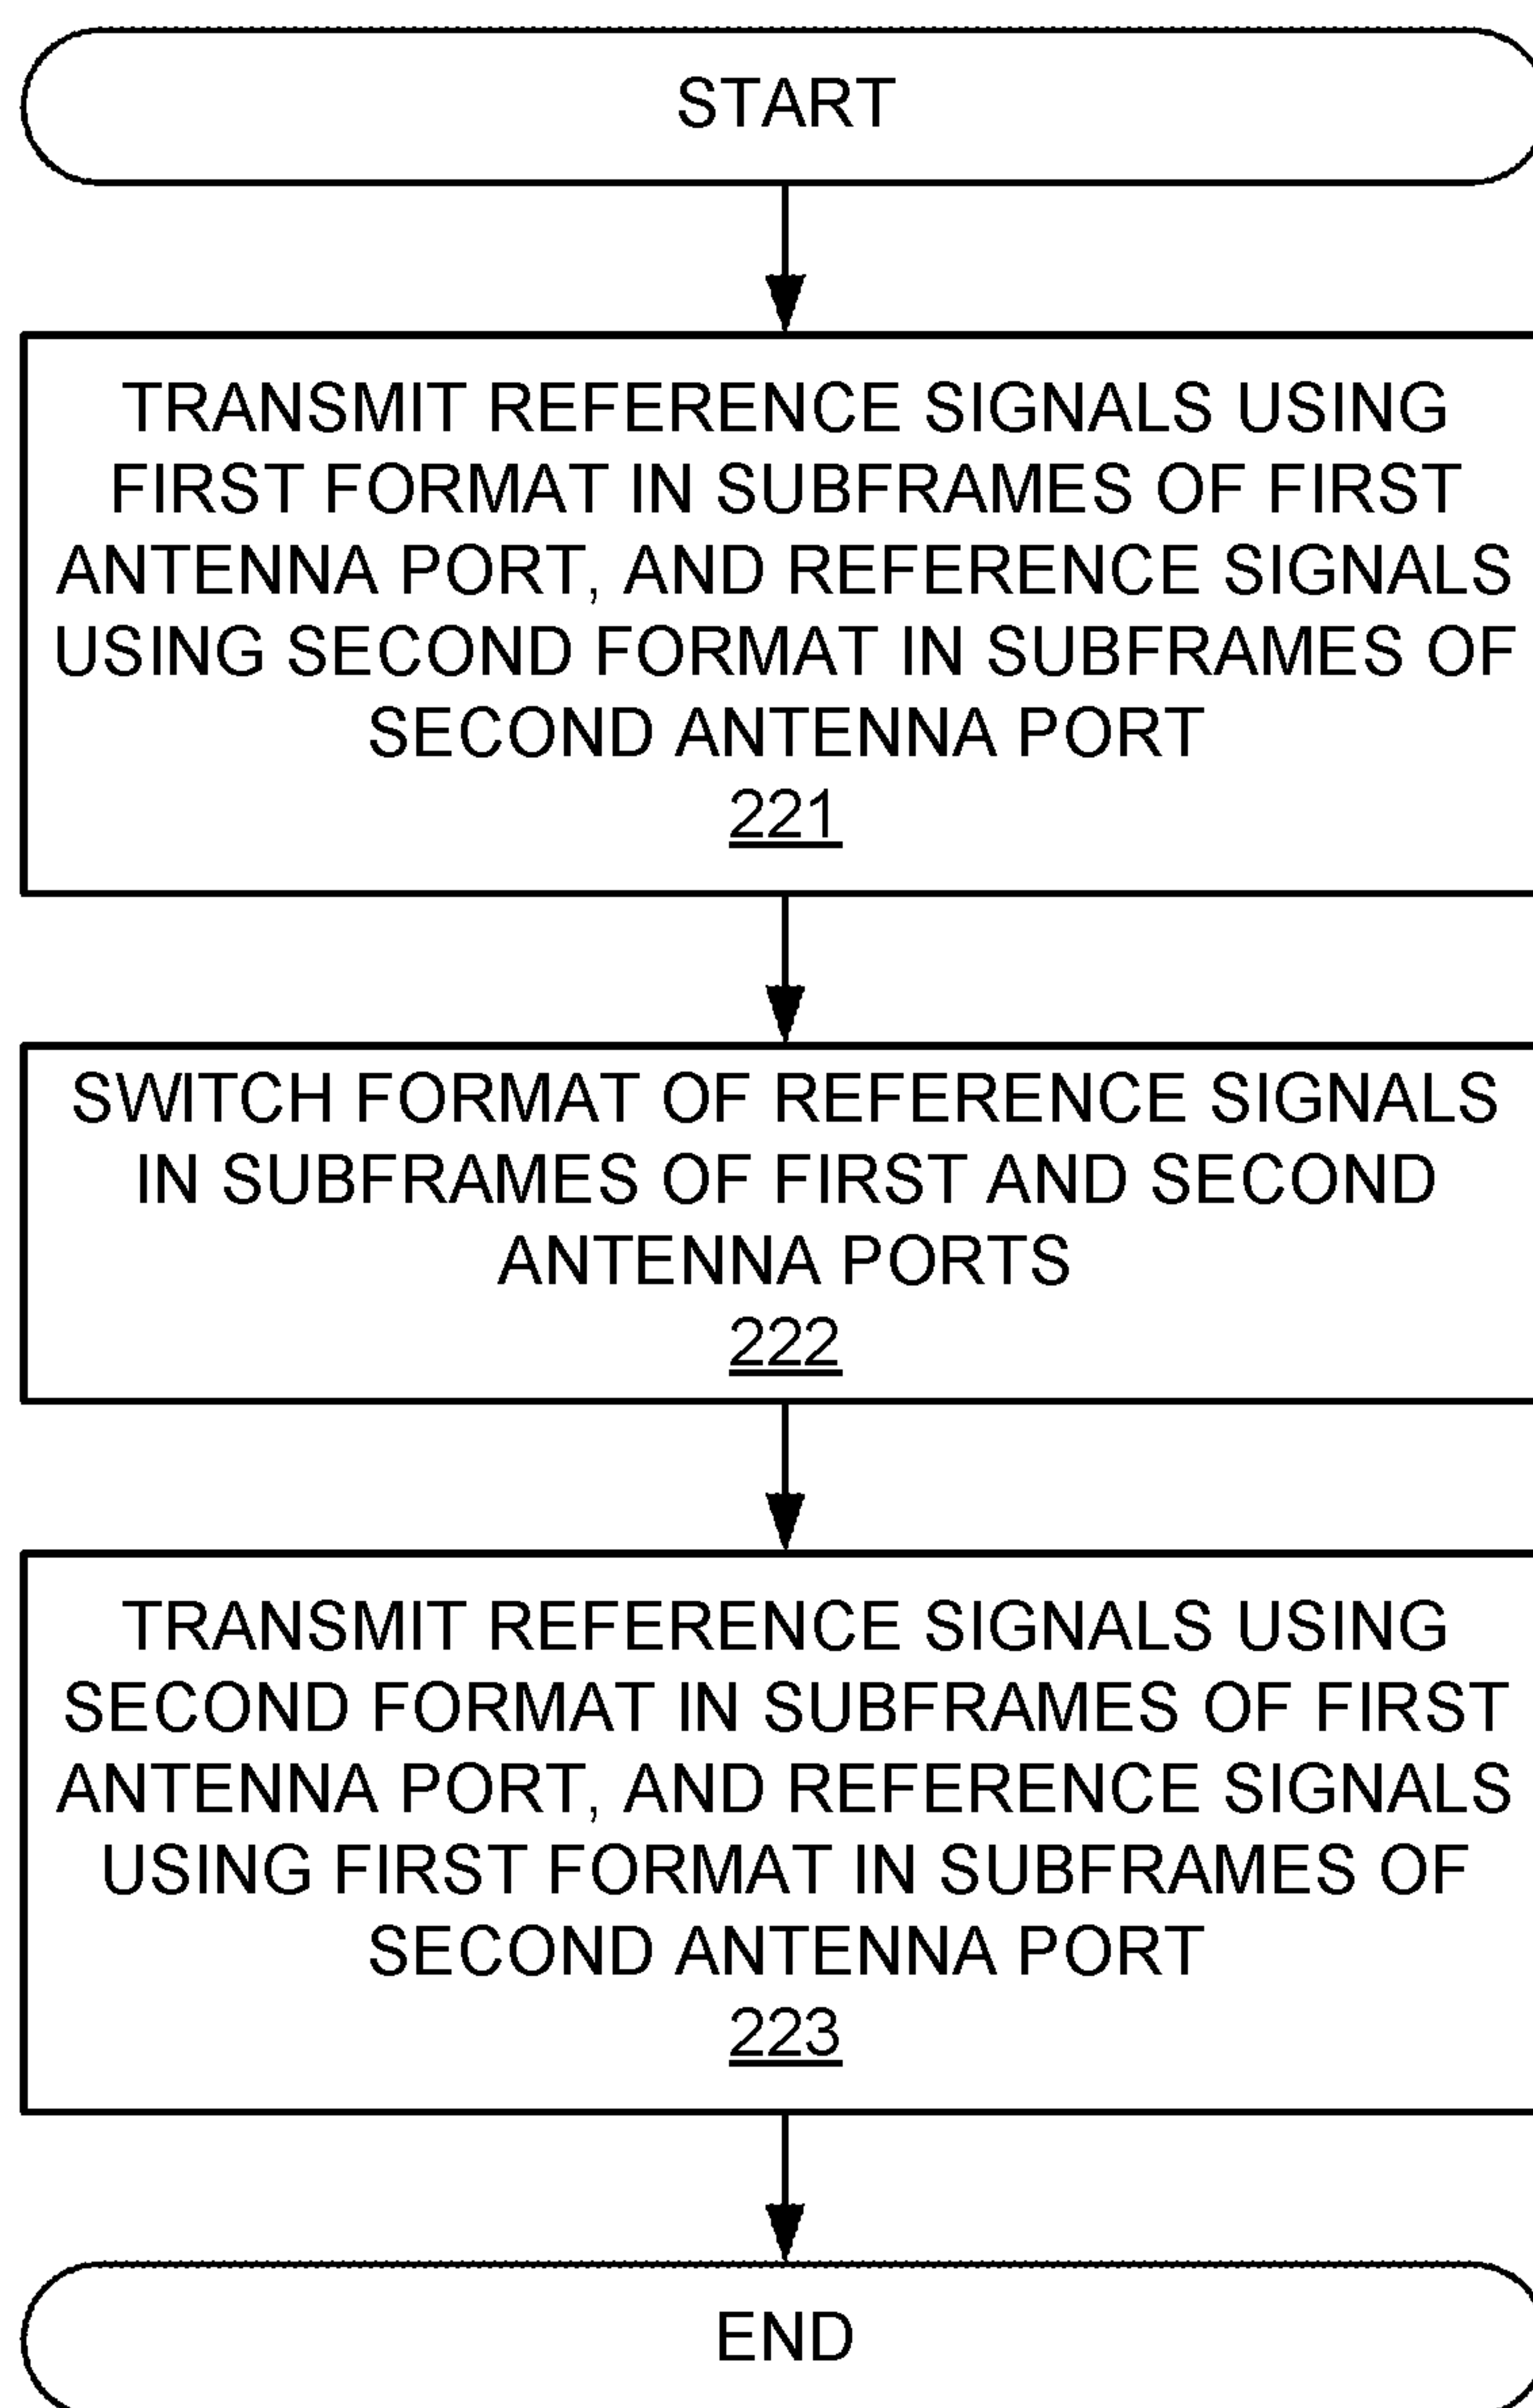 START
TRANSMIT REFERENCE SIGNALS USING
FIRST FORMAT IN SUBFRAMES OF FIRST
ANTENNA PORT, AND REFERENCE SIGNALS
USING SECOND FORMAT IN SUBFRAMES OF
SECOND ANTENNA PORT
221
SWITCH FORMAT OF REFERENCE SIGNALS
IN SUBFRAMES OF FIRST AND SECOND
ANTENNA PORTS
222
TRANSMIT REFERENCE SIGNALS USING
SECOND FORMAT IN SUBFRAMES OF FIRST
ANTENNA PORT, AND REFERENCE SIGNALS
USING FIRST FORMAT IN SUBFRAMES OF
SECOND ANTENNA PORT
223
END